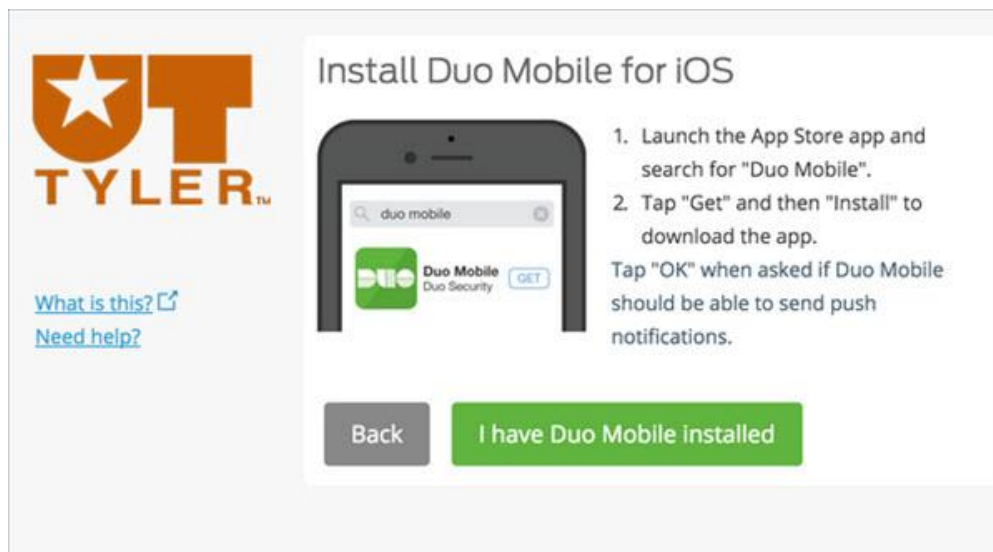 UT
TYLER™
What is this?
Need help?
Install Duo Mobile for iOS
duo mobile
DUO
Duo Mobile
Duo Security
GET
1. Launch the App Store app and
search for "Duo Mobile".
2. Tap "Get" and then "Install" to
download the app.
Tap "OK" when asked if Duo Mobile
should be able to send push
notifications.
Back
I have Duo Mobile installed